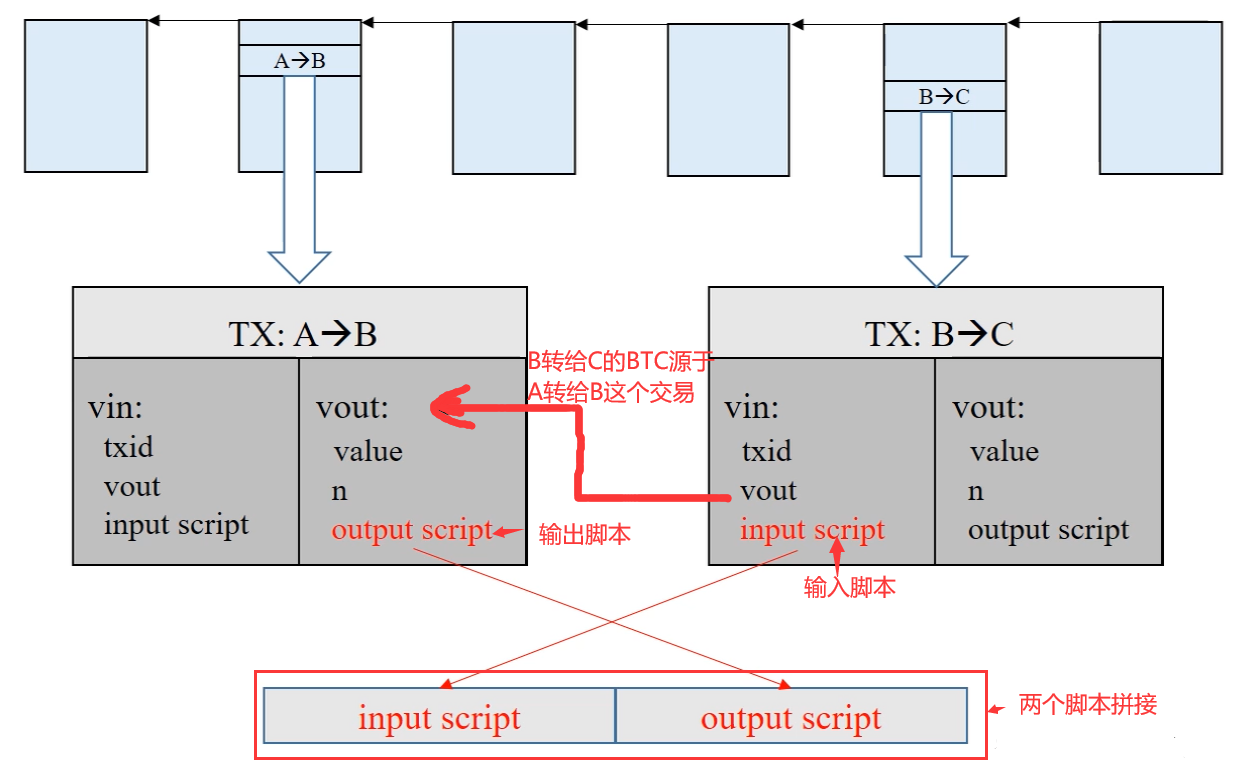 A→B
B→C
TX: A→B
TX: B→C
B转给C的BTC源于
A转给B这个交易
vin:
txid
vout
input script
vout:
value
n
output script
输出脚本
vin:
txid
vout
input script
输入脚本
vout:
value
n
output script
input script
output script
两个脚本拼接